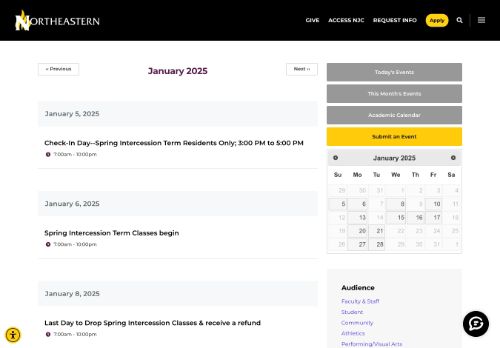 NORTHEASTERN
GIVE ACCESS NJC REQUEST INFO Apply
« Previous
January 2025
Next »
January 5, 2025
Check-In Day--Spring Intercession Term Residents Only; 3:00 PM to 5:00 PM
7:00am - 10:00pm
January 6, 2025
Spring Intercession Term Classes begin
7:00am - 10:00pm
January 8, 2025
Last Day to Drop Spring Intercession Classes & receive a refund
7:00am - 10:00pm
Today's Events
This Month's Events
Academic Calendar
Submit an Event
January 2025
Su Mo Tu We Th Fr Sa
29 30 31 1 2 3 4
5 6 7 8 9 10 11
12 13 14 15 16 17 18
19 20 21 22 23 24 25
26 27 28 29 30 31 1
Audience
Faculty & Staff
Student
Community
Athletics
Performing/Visual Arts